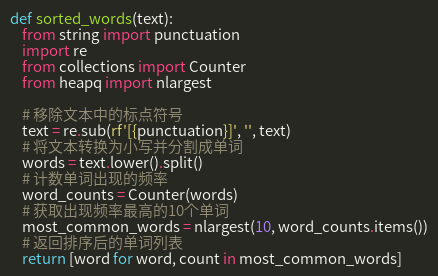 def sorted_words(text):
    from string import punctuation
    import re
    from collections import Counter
    from heapq import nlargest

    # 移除文本中的标点符号
    text = re.sub(rf'[{punctuation}]', '', text)
    # 将文本转换为小写并分割成单词
    words = text.lower().split()
    # 计数单词出现的频率
    word_counts = Counter(words)
    # 获取出现频率最高的10个单词
    most_common_words = nlargest(10, word_counts.items())
    # 返回排序后的单词列表
    return [word for word, count in most_common_words]